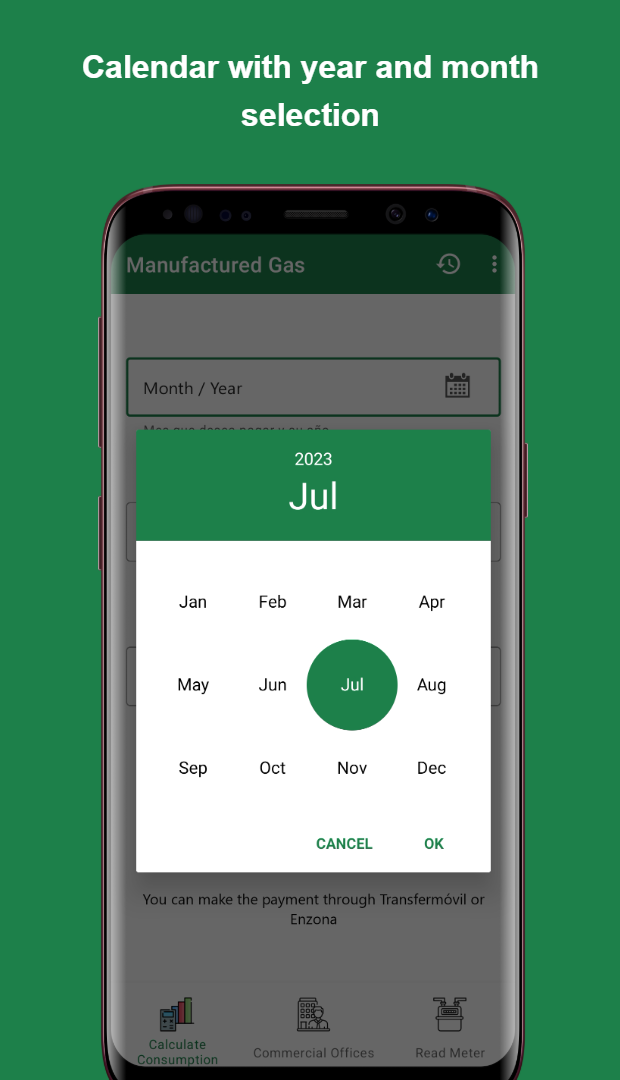 Calendar with year and month
selection
Manufactured Gas
Month / Year
Mes que desea pagar y su año
2023
Jul
Jan Feb Mar Apr
May Jun Jul Aug
Sep Oct Nov Dec
CANCEL OK
You can make the payment through Transfermóvil or
Enzona
Calculate
Consumption
Commercial Offices
Read Meter